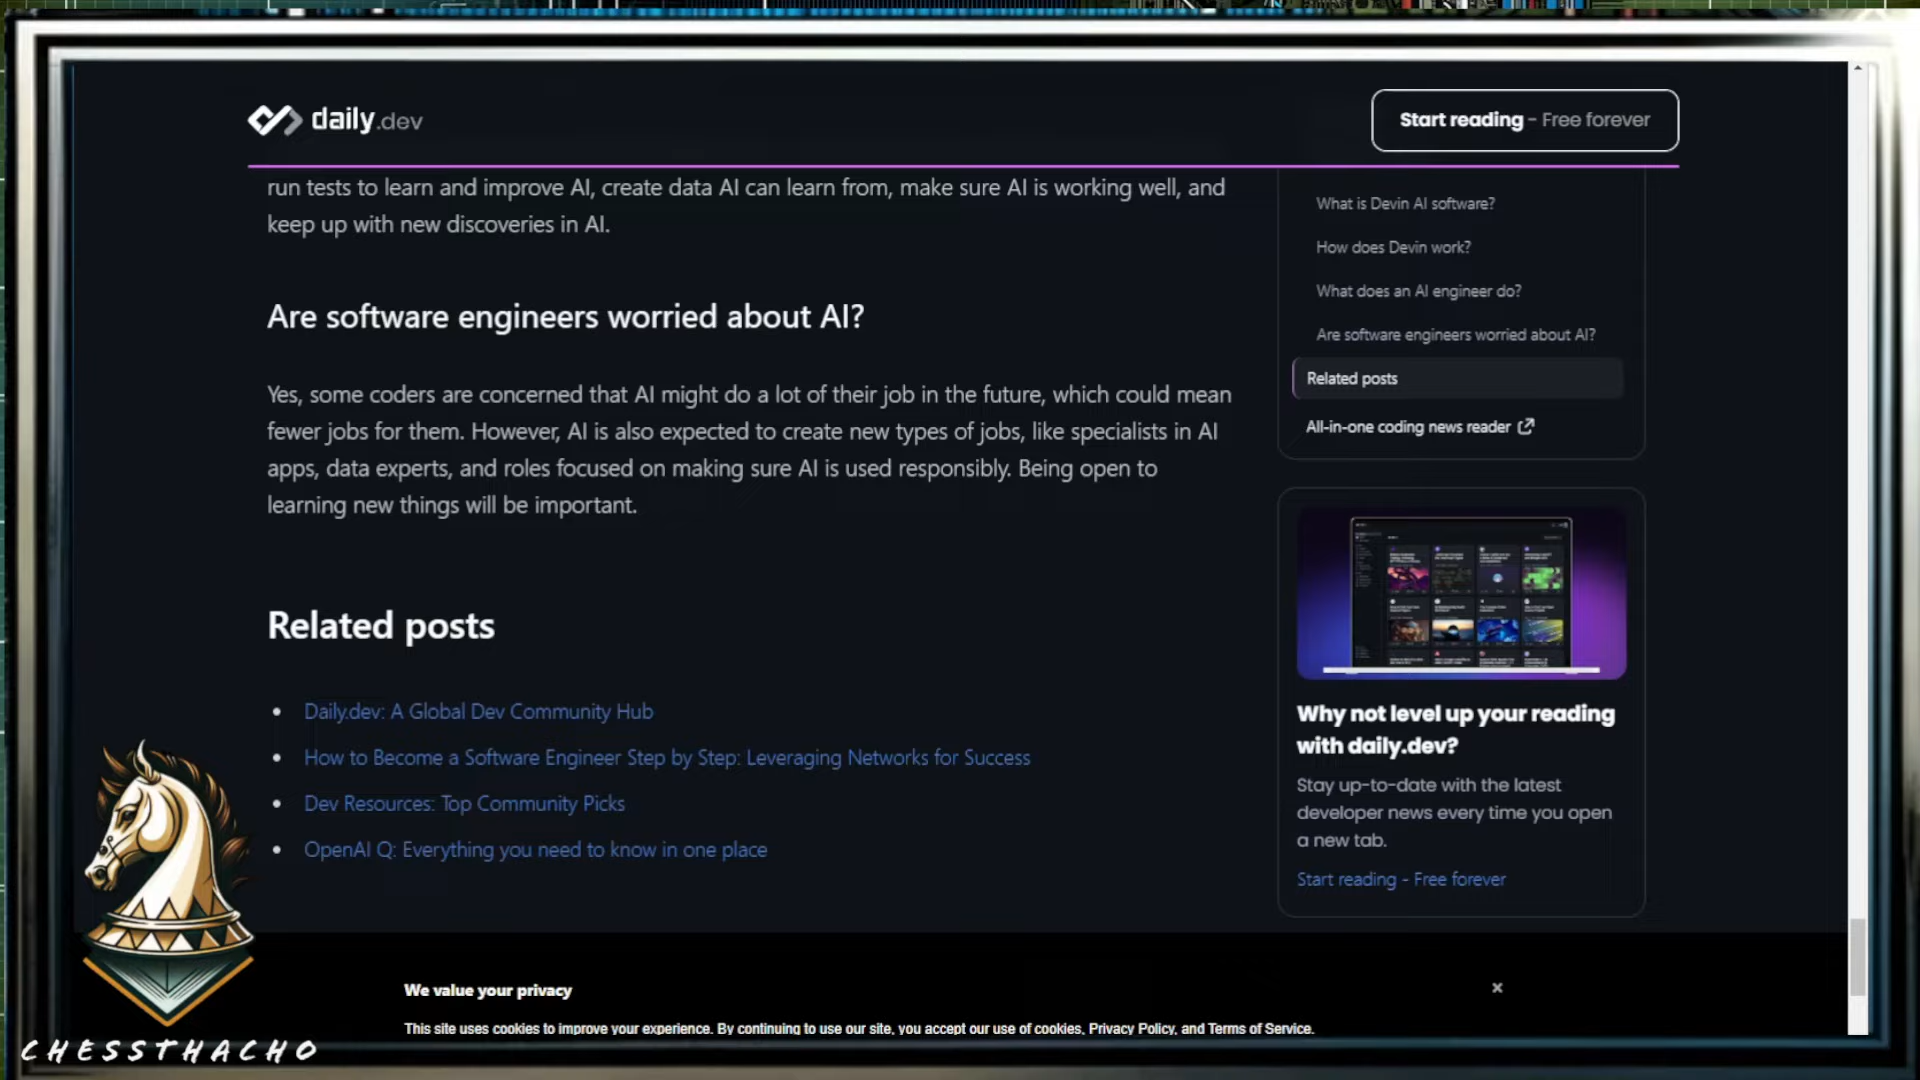 daily.dev
Start reading - Free forever
run tests to learn and improve AI, create data AI can learn from, make sure AI is working well, and
keep up with new discoveries in AI.
Are software engineers worried about AI?
Yes, some coders are concerned that AI might do a lot of their job in the future, which could mean
fewer jobs for them. However, AI is also expected to create new types of jobs, like specialists in AI
apps, data experts, and roles focused on making sure AI is used responsibly. Being open to
learning new things will be important.
Related posts
• Daily.dev: A Global Dev Community Hub
• How to Become a Software Engineer Step by Step: Leveraging Networks for Success
• Dev Resources: Top Community Picks
• OpenAI Q: Everything you need to know in one place
What is Devin AI software?
How does Devin work?
What does an AI engineer do?
Are software engineers worried about AI?
Related posts
All-in-one coding news reader
Why not level up your reading
with daily.dev?
Stay up-to-date with the latest
developer news every time you open
a new tab.
Start reading - Free forever
We value your privacy
×
This site uses cookies to improve your experience. By continuing to use our site, you accept our use of cookies, Privacy Policy, and Terms of Service.
CHESSTHACHO